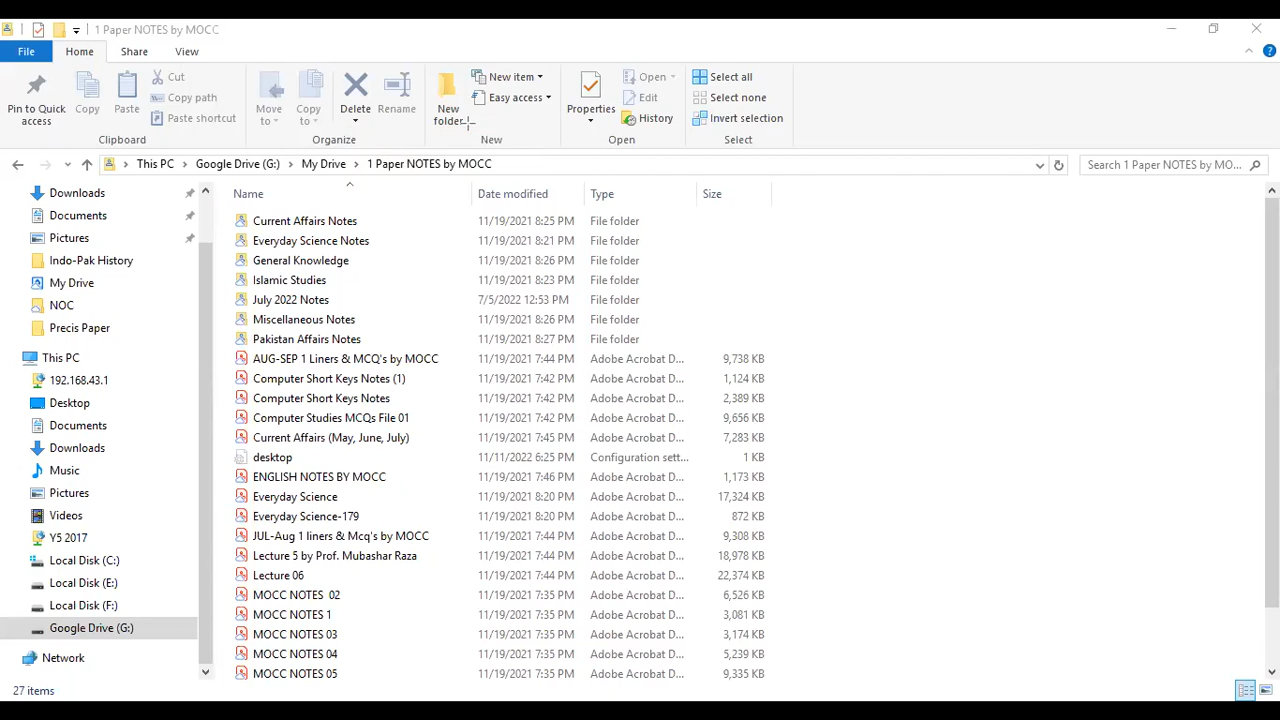 1 Paper NOTES by MOCC
File Home Share View
Pin to Quick access
Copy
Paste
Cut
Copy path
Paste shortcut
Clipboard
Move to
Copy to
Delete
Rename
Organize
New folder
New item
Easy access
New
Properties
Open
Edit
History
Open
Select all
Select none
Invert selection
Select
This PC Google Drive (G:) My Drive 1 Paper NOTES by MOCC
Search 1 Paper NOTES by MO...
Downloads
Documents
Pictures
Indo-Pak History
My Drive
NOC
Precis Paper
This PC
192.168.43.1
Desktop
Documents
Downloads
Music
Pictures
Videos
Y5 2017
Local Disk (C:)
Local Disk (E:)
Local Disk (F:)
Google Drive (G:)
Network
Name Date modified Type Size
Current Affairs Notes 11/19/2021 8:25 PM File folder
Everyday Science Notes 11/19/2021 8:21 PM File folder
General Knowledge 11/19/2021 8:26 PM File folder
Islamic Studies 11/19/2021 8:23 PM File folder
July 2022 Notes 7/5/2022 12:53 PM File folder
Miscellaneous Notes 11/19/2021 8:26 PM File folder
Pakistan Affairs Notes 11/19/2021 8:27 PM File folder
AUG-SEP 1 Liners & MCQ's by MOCC 11/19/2021 7:44 PM Adobe Acrobat D... 9,738 KB
Computer Short Keys Notes (1) 11/19/2021 7:42 PM Adobe Acrobat D... 1,124 KB
Computer Short Keys Notes 11/19/2021 7:42 PM Adobe Acrobat D... 2,389 KB
Computer Studies MCQs File 01 11/19/2021 7:42 PM Adobe Acrobat D... 9,656 KB
Current Affairs (May, June, July) 11/19/2021 7:45 PM Adobe Acrobat D... 7,283 KB
desktop 11/11/2022 6:25 PM Configuration sett... 1 KB
ENGLISH NOTES BY MOCC 11/19/2021 7:46 PM Adobe Acrobat D... 1,173 KB
Everyday Science 11/19/2021 8:20 PM Adobe Acrobat D... 17,324 KB
Everyday Science-179 11/19/2021 8:20 PM Adobe Acrobat D... 872 KB
JUL-Aug 1 liners & Mcq's by MOCC 11/19/2021 7:44 PM Adobe Acrobat D... 9,308 KB
Lecture 5 by Prof. Mubashar Raza 11/19/2021 7:44 PM Adobe Acrobat D... 18,978 KB
Lecture 06 11/19/2021 7:44 PM Adobe Acrobat D... 22,374 KB
MOCC NOTES  02 11/19/2021 7:35 PM Adobe Acrobat D... 6,526 KB
MOCC NOTES 1 11/19/2021 7:35 PM Adobe Acrobat D... 3,081 KB
MOCC NOTES 03 11/19/2021 7:35 PM Adobe Acrobat D... 3,174 KB
MOCC NOTES 04 11/19/2021 7:35 PM Adobe Acrobat D... 5,239 KB
MOCC NOTES 05 11/19/2021 7:35 PM Adobe Acrobat D... 9,335 KB
27 items